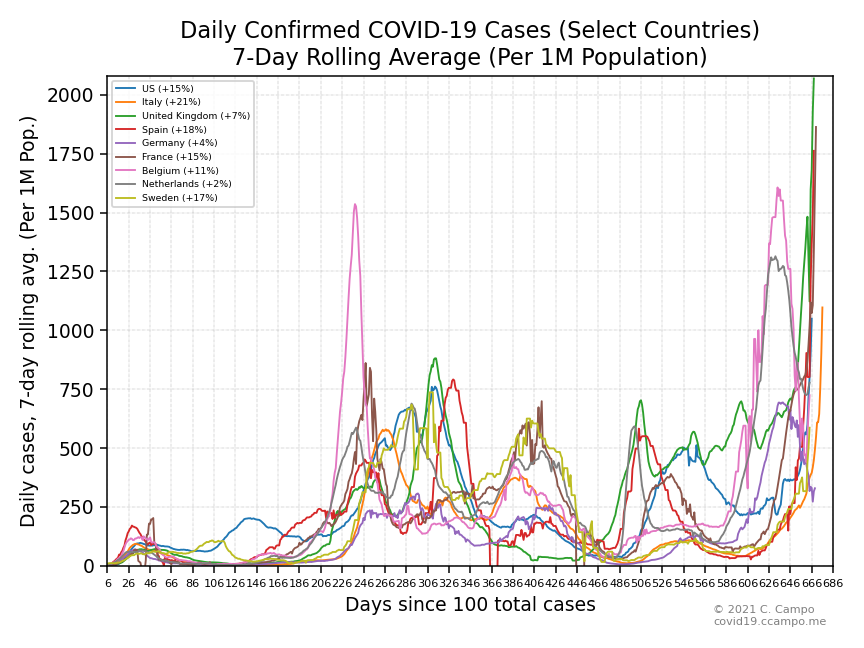 Daily Confirmed COVID-19 Cases (Select Countries)
7-Day Rolling Average (Per 1M Population)
US (+15%)
Italy (+21%)
United Kingdom (+7%)
Spain (+18%)
Germany (+4%)
France (+15%)
Belgium (+11%)
Netherlands (+2%)
Sweden (+17%)
Daily cases, 7-day rolling avg. (Per 1M Pop.)
2000
1750
1500
1250
1000
750
500
250
0
6 26 46 66 86 106 126 146 166 186 206 226 246 266 286 306 326 346 366 386 406 426 446 466 486 506 526 546 566 586 606 626 646 666 686
Days since 100 total cases
© 2021 C. Campo
covid19.ccampo.me